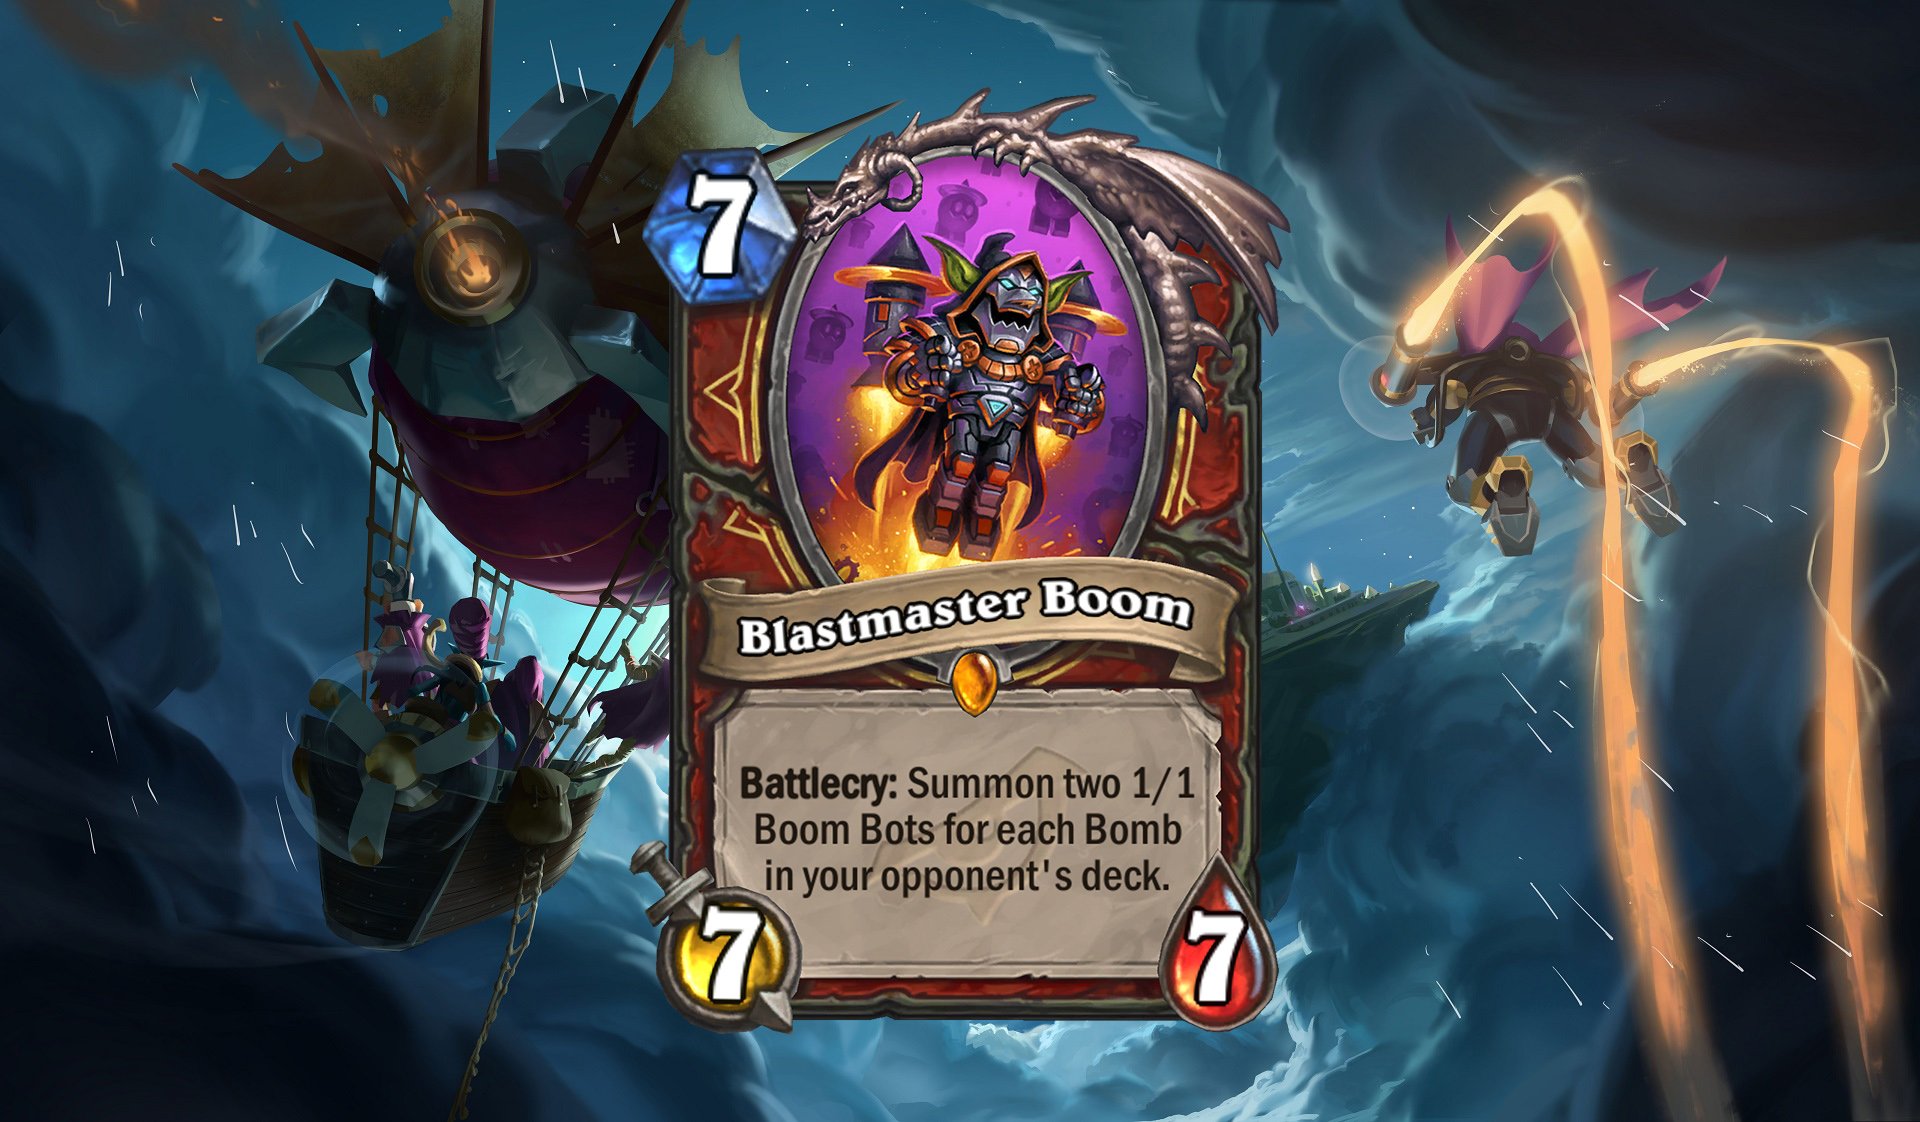 7
Blastmaster Boom
Battlecry: Summon two 1/1
Boom Bots for each Bomb
in your opponent's deck.
7 7